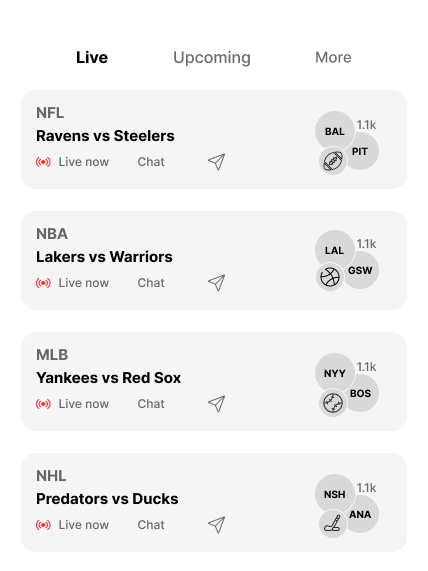 Live Upcoming More
NFL
Ravens vs Steelers
Live now Chat
BAL 1.1k
PIT
NBA
Lakers vs Warriors
Live now Chat
LAL 1.1k
GSW
MLB
Yankees vs Red Sox
Live now Chat
NYY 1.1k
BOS
NHL
Predators vs Ducks
Live now Chat
NSH 1.1k
ANA